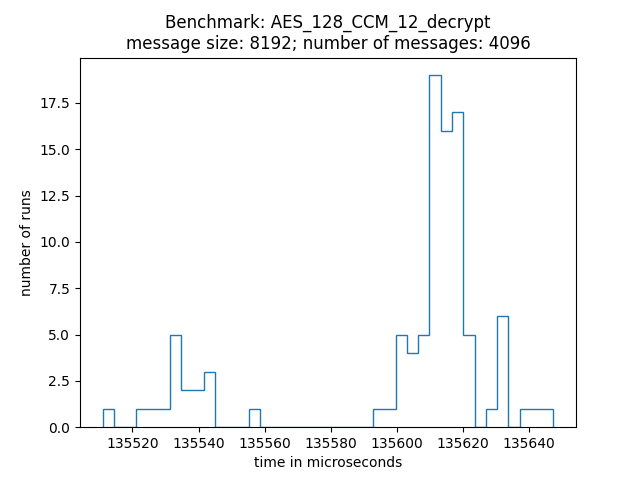 Benchmark: AES_128_CCM_12_decrypt
message size: 8192; number of messages: 4096
17.5
15.0
12.5
10.0
7.5
5.0
2.5
0.0
number of runs
135520 135540 135560 135580 135600 135620 135640
time in microseconds